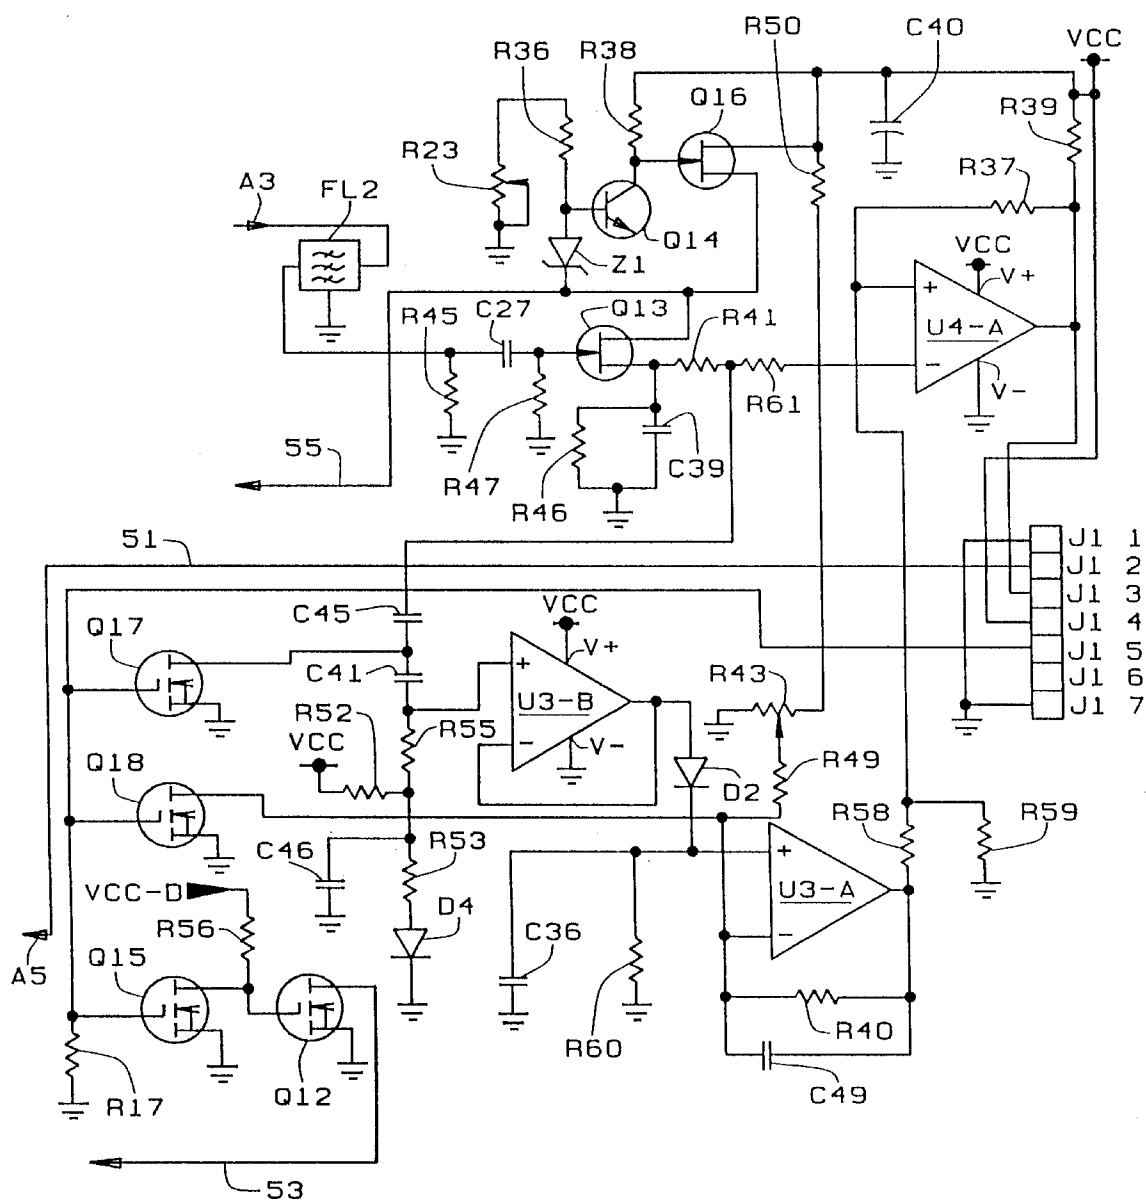 R50
C40
VCC
R36
R38
Q16
R39
R23
R37
A3
FL2
Q14
VCC
V+
Z1
Q13
R41
U4-A
+
-
R45
C27
V-
R61
55
R47
R46
C39
51
J1 1
J1 2
J1 3
J1 4
J1 5
J1 6
J1 7
C45
VCC
Q17
V+
C41
+
R43
U3-B
R52
R55
-
V-
VCC
Q18
D2
R49
R58
R59
C46
R53
+
VCC-D
U3-A
D4
R56
C36
-
A5
Q15
R60
R40
Q12
R17
C49
53